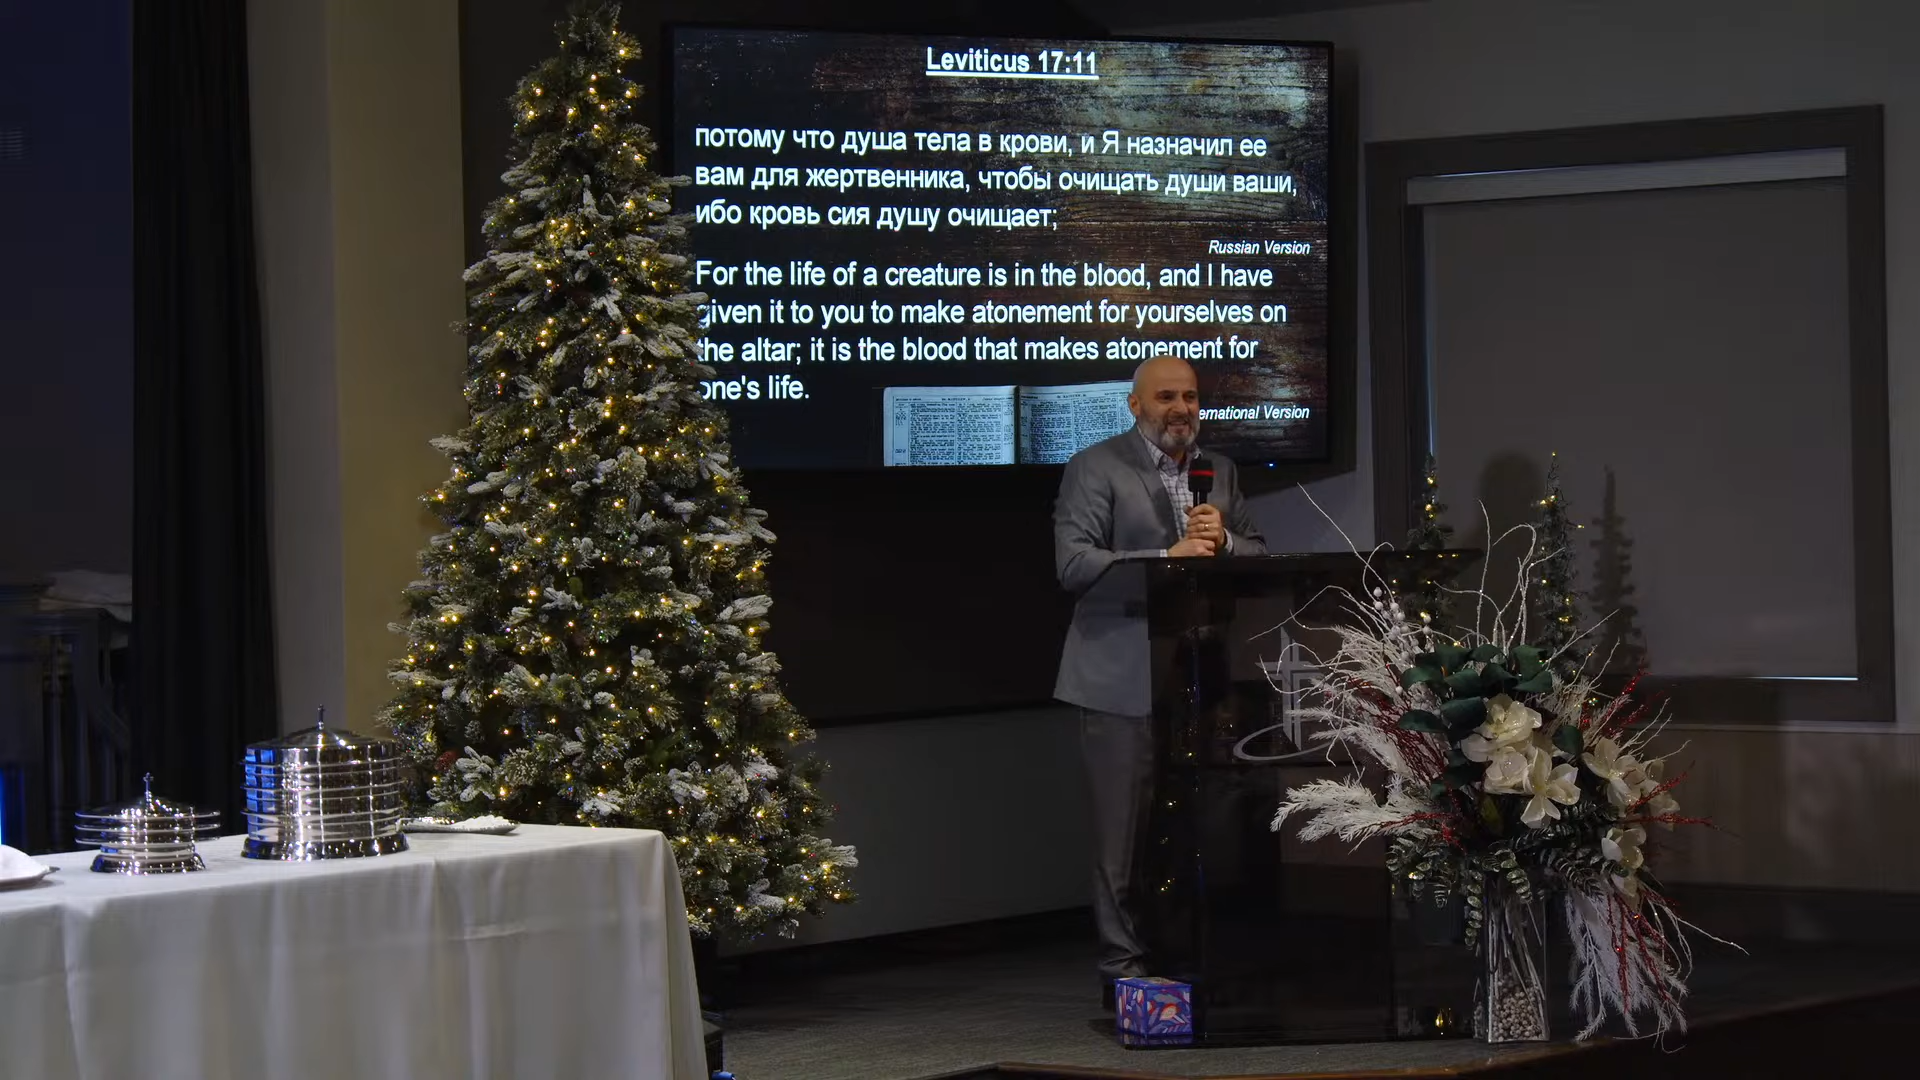 Leviticus 17:11
потому что душа тела в крови, и Я назначил ее
вам для жертвенника, чтобы очищать души ваши,
ибо кровь сия душу очищает;
Russian Version
For the life of a creature is in the blood, and I have
given it to you to make atonement for yourselves on
the altar; it is the blood that makes atonement for
one's life.
ernational Version